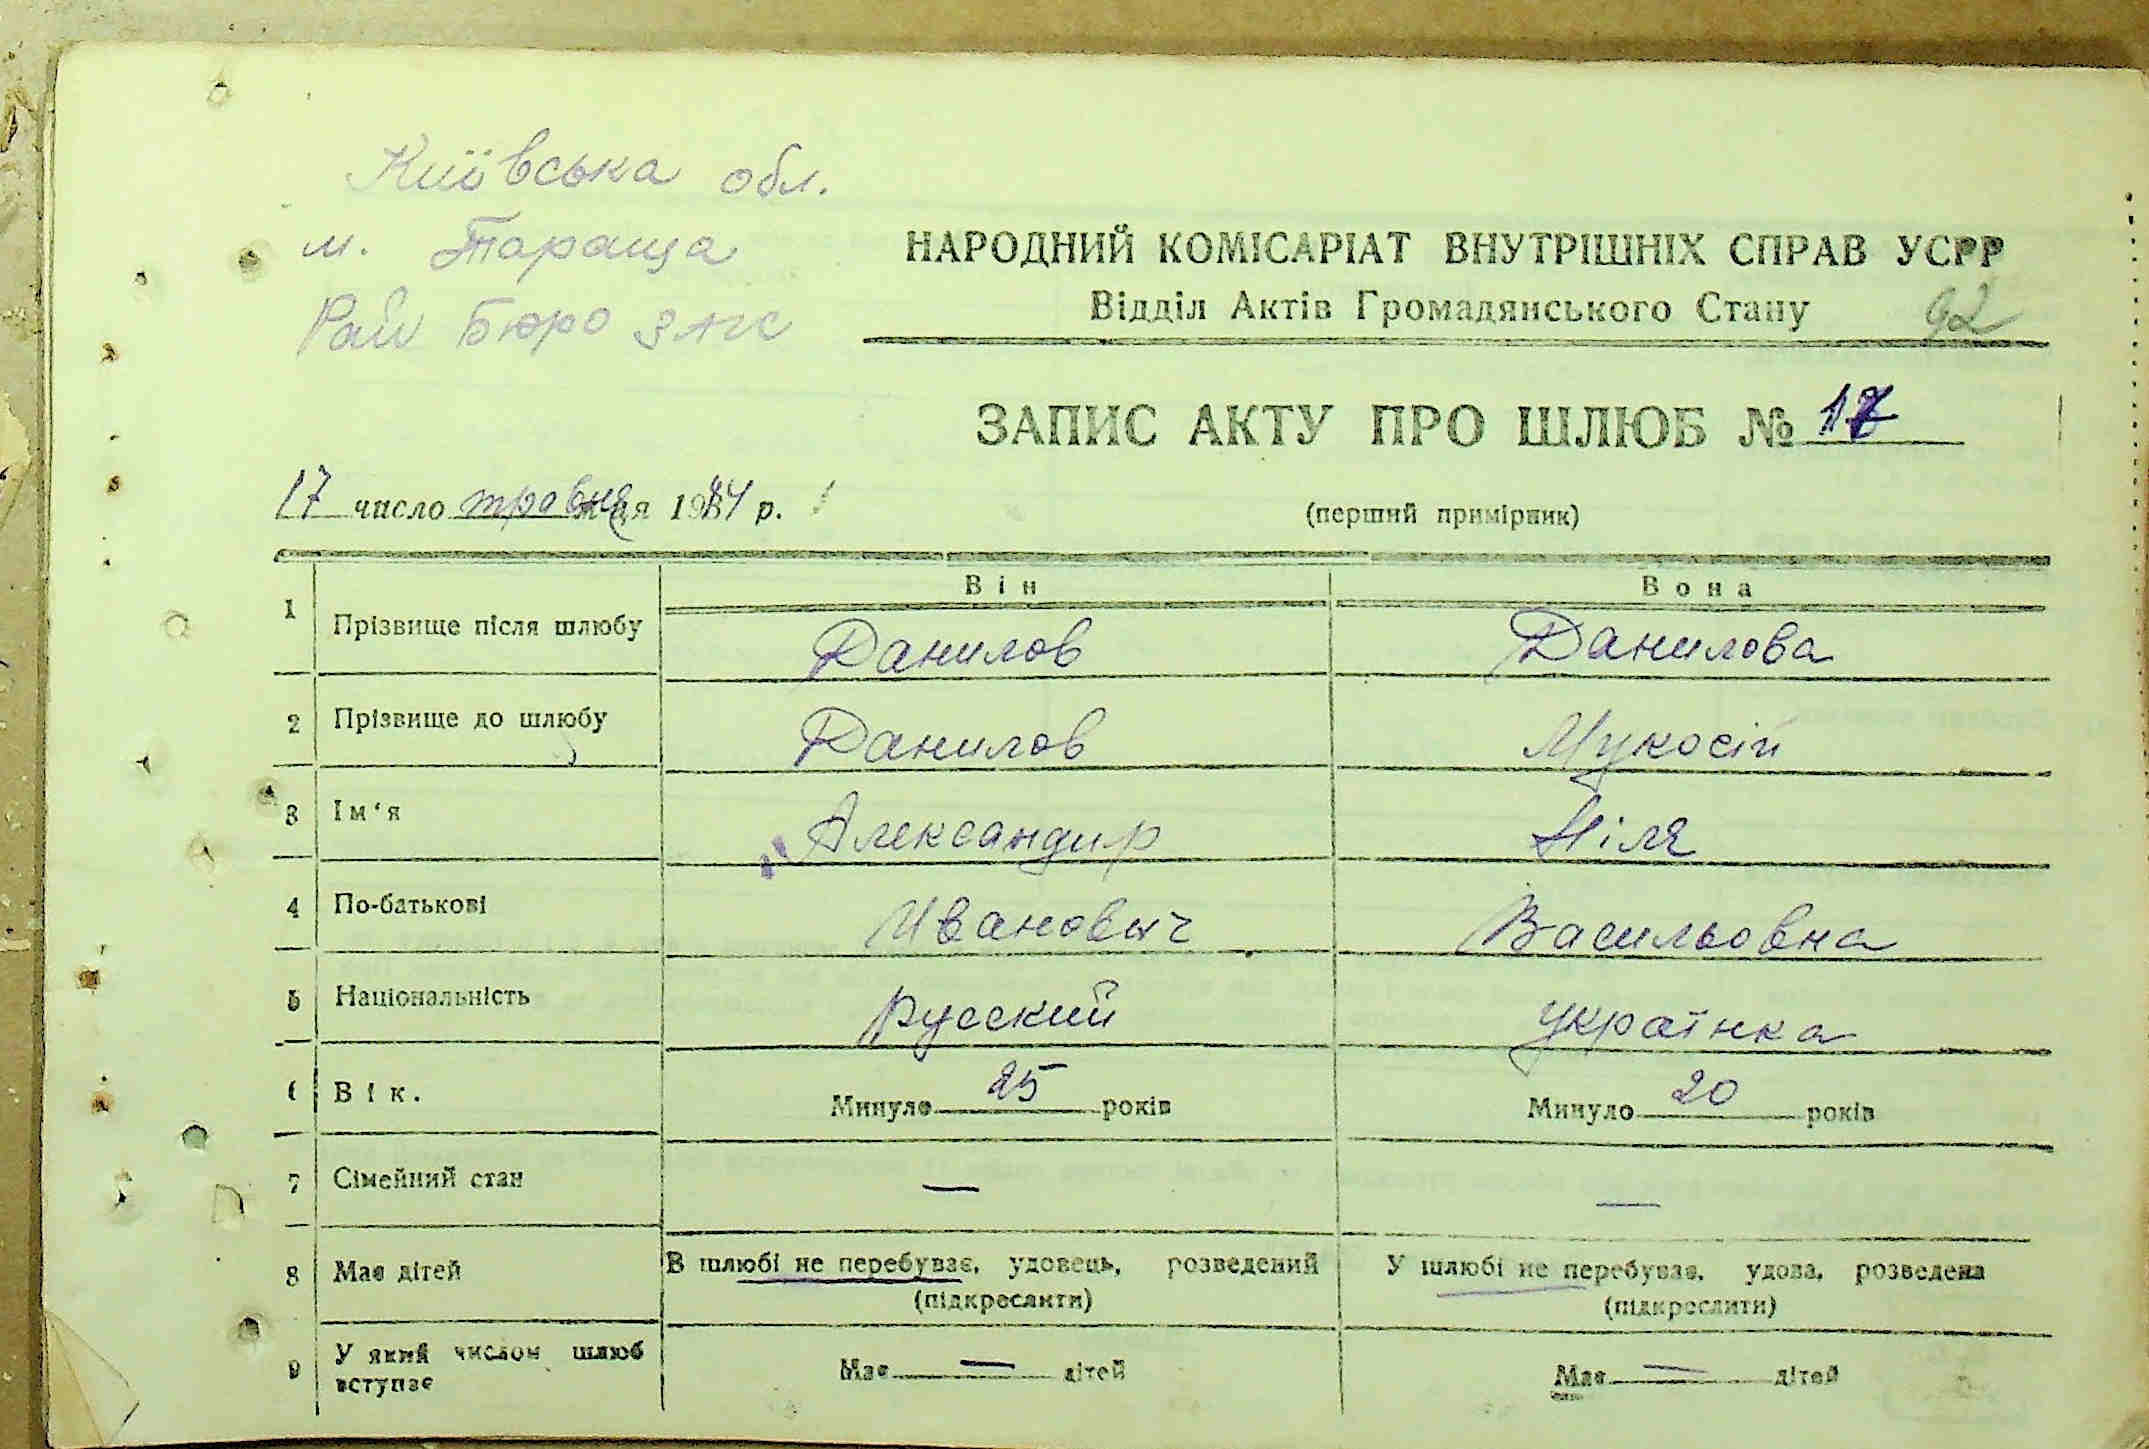 Київська обл.
м. Тараща
Рай Бюро ЗАГС
НАРОДНИЙ КОМІСАРІАТ ВНУТРІШНІХ СПРАВ УСРР
Відділ Актів Громадянського Стану 92
ЗАПИС АКТУ ПРО ШЛЮБ № 17
17 число травня 1944 р.
(перший примірник)
Він Вона
1 Прізвище після шлюбу Данилов Данилова
2 Прізвище до шлюбу Данилов Мукосій
3 Ім‘я Александир Ніля
4 По-батькові Иванович Васильовна
5 Національність Русский українка
6 Вік. Минуло 25 років Минуло 20 років
7 Сімейний стан — —
8 Має дітей В шлюбі не перебуває, удовець, розведений У шлюбі не перебуває, удова, розведена
(підкреслити) (підкреслити)
9 У який числом шлюб вступає Має — дітей Має — дітей